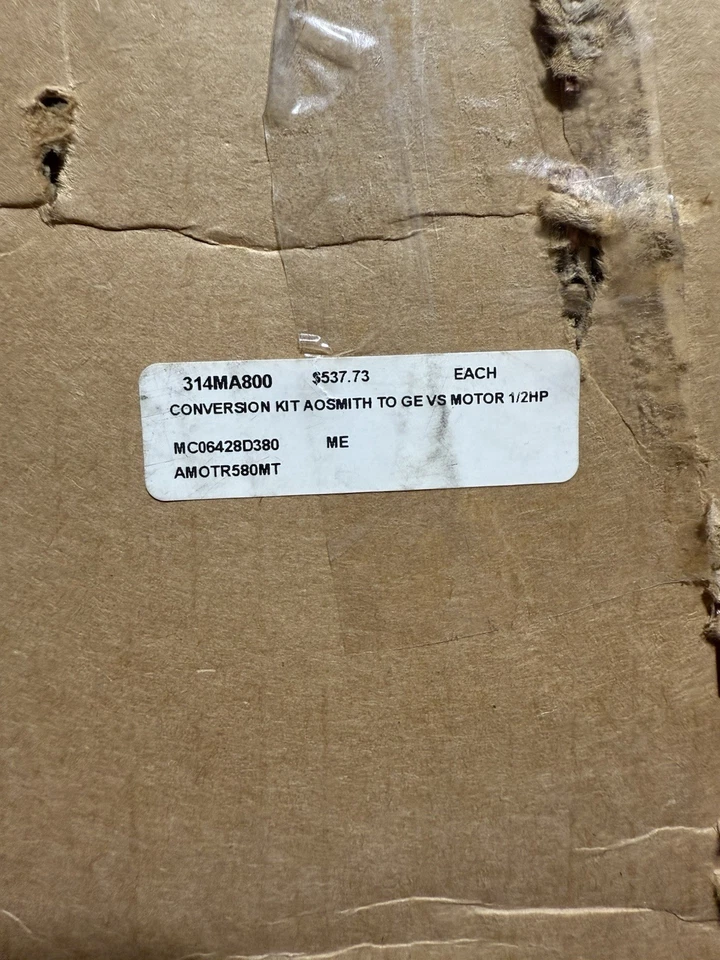 314MA800 $537.73 EACH
CONVERSION KIT AOSMITH TO GE VS MOTOR 1/2HP
MC06428D380 ME
AMOTR580MT